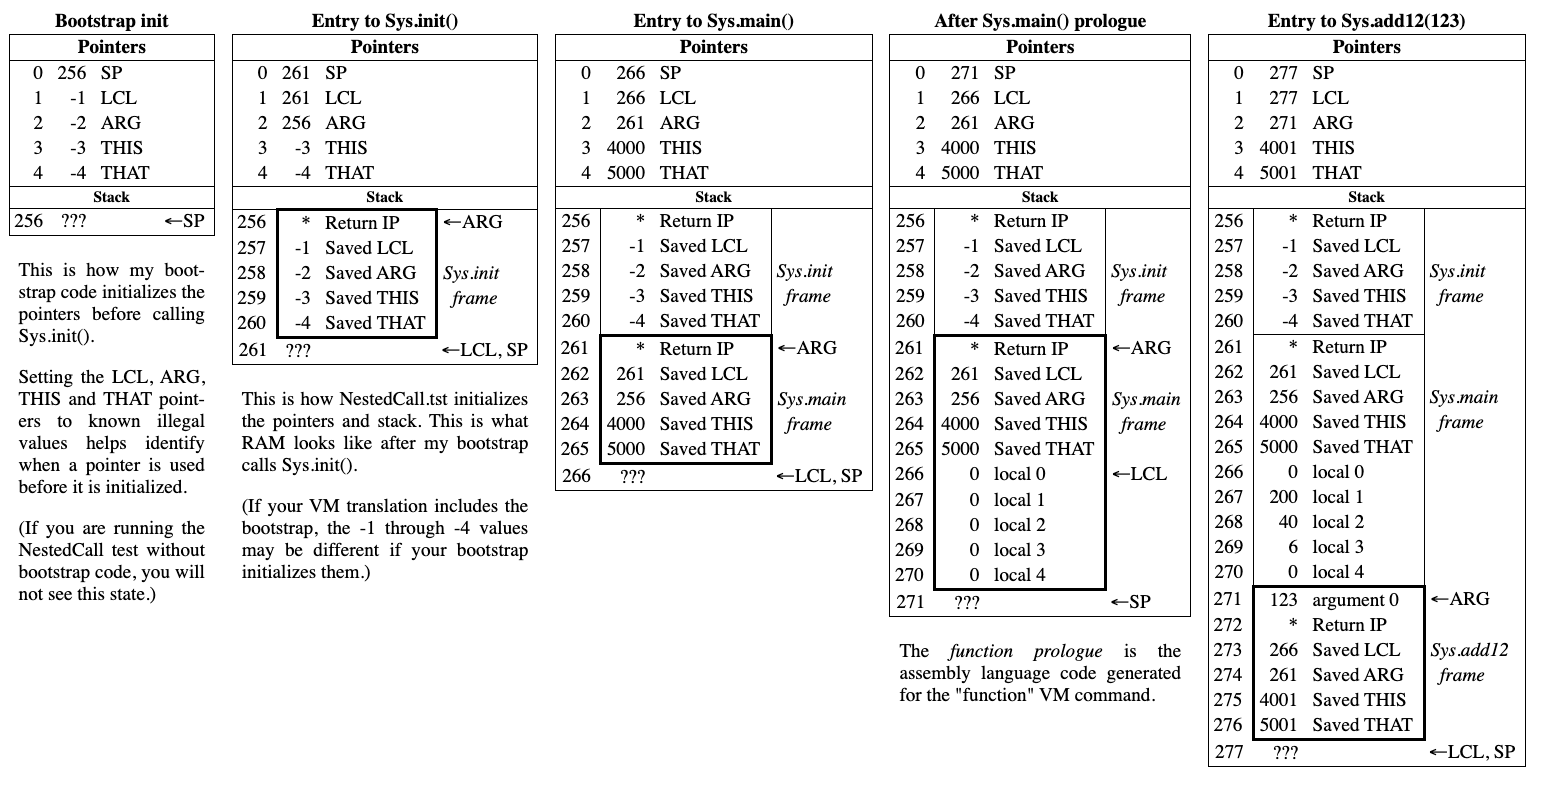 Bootstrap init
Pointers
0 256 SP
1 -1 LCL
2 -2 ARG
3 -3 THIS
4 -4 THAT
Stack
256 ??? ←SP
This is how my boot-
strap code initializes the
pointers before calling
Sys.init().
Setting the LCL, ARG,
THIS and THAT point-
ers to known illegal
values helps identify
when a pointer is used
before it is initialized.
(If you are running the
NestedCall test without
bootstrap code, you will
not see this state.)
Entry to Sys.init()
Pointers
0 261 SP
1 261 LCL
2 256 ARG
3 -3 THIS
4 -4 THAT
Stack
256 * Return IP ←ARG
257 -1 Saved LCL
258 -2 Saved ARG Sys.init
259 -3 Saved THIS frame
260 -4 Saved THAT
261 ??? ←LCL, SP
This is how NestedCall.tst initializes
the pointers and stack. This is what
RAM looks like after my bootstrap
calls Sys.init().
(If your VM translation includes the
bootstrap, the -1 through -4 values
may be different if your bootstrap
initializes them.)
Entry to Sys.main()
Pointers
0 266 SP
1 266 LCL
2 261 ARG
3 4000 THIS
4 5000 THAT
Stack
256 * Return IP
257 -1 Saved LCL
258 -2 Saved ARG Sys.init
259 -3 Saved THIS frame
260 -4 Saved THAT
261 * Return IP ←ARG
262 261 Saved LCL
263 256 Saved ARG Sys.main
264 4000 Saved THIS frame
265 5000 Saved THAT
266 ??? ←LCL, SP
After Sys.main() prologue
Pointers
0 271 SP
1 266 LCL
2 261 ARG
3 4000 THIS
4 5000 THAT
Stack
256 * Return IP
257 -1 Saved LCL
258 -2 Saved ARG Sys.init
259 -3 Saved THIS frame
260 -4 Saved THAT
261 * Return IP ←ARG
262 261 Saved LCL
263 256 Saved ARG Sys.main
264 4000 Saved THIS frame
265 5000 Saved THAT
266 0 local 0 ←LCL
267 0 local 1
268 0 local 2
269 0 local 3
270 0 local 4
271 ??? ←SP
The function prologue is the
assembly language code generated
for the "function" VM command.
Entry to Sys.add12(123)
Pointers
0 277 SP
1 277 LCL
2 271 ARG
3 4001 THIS
4 5001 THAT
Stack
256 * Return IP
257 -1 Saved LCL
258 -2 Saved ARG Sys.init
259 -3 Saved THIS frame
260 -4 Saved THAT
261 * Return IP
262 261 Saved LCL
263 256 Saved ARG Sys.main
264 4000 Saved THIS frame
265 5000 Saved THAT
266 0 local 0
267 200 local 1
268 40 local 2
269 6 local 3
270 0 local 4
271 123 argument 0 ←ARG
272 * Return IP
273 266 Saved LCL Sys.add12
274 261 Saved ARG frame
275 4001 Saved THIS
276 5001 Saved THAT
277 ??? ←LCL, SP